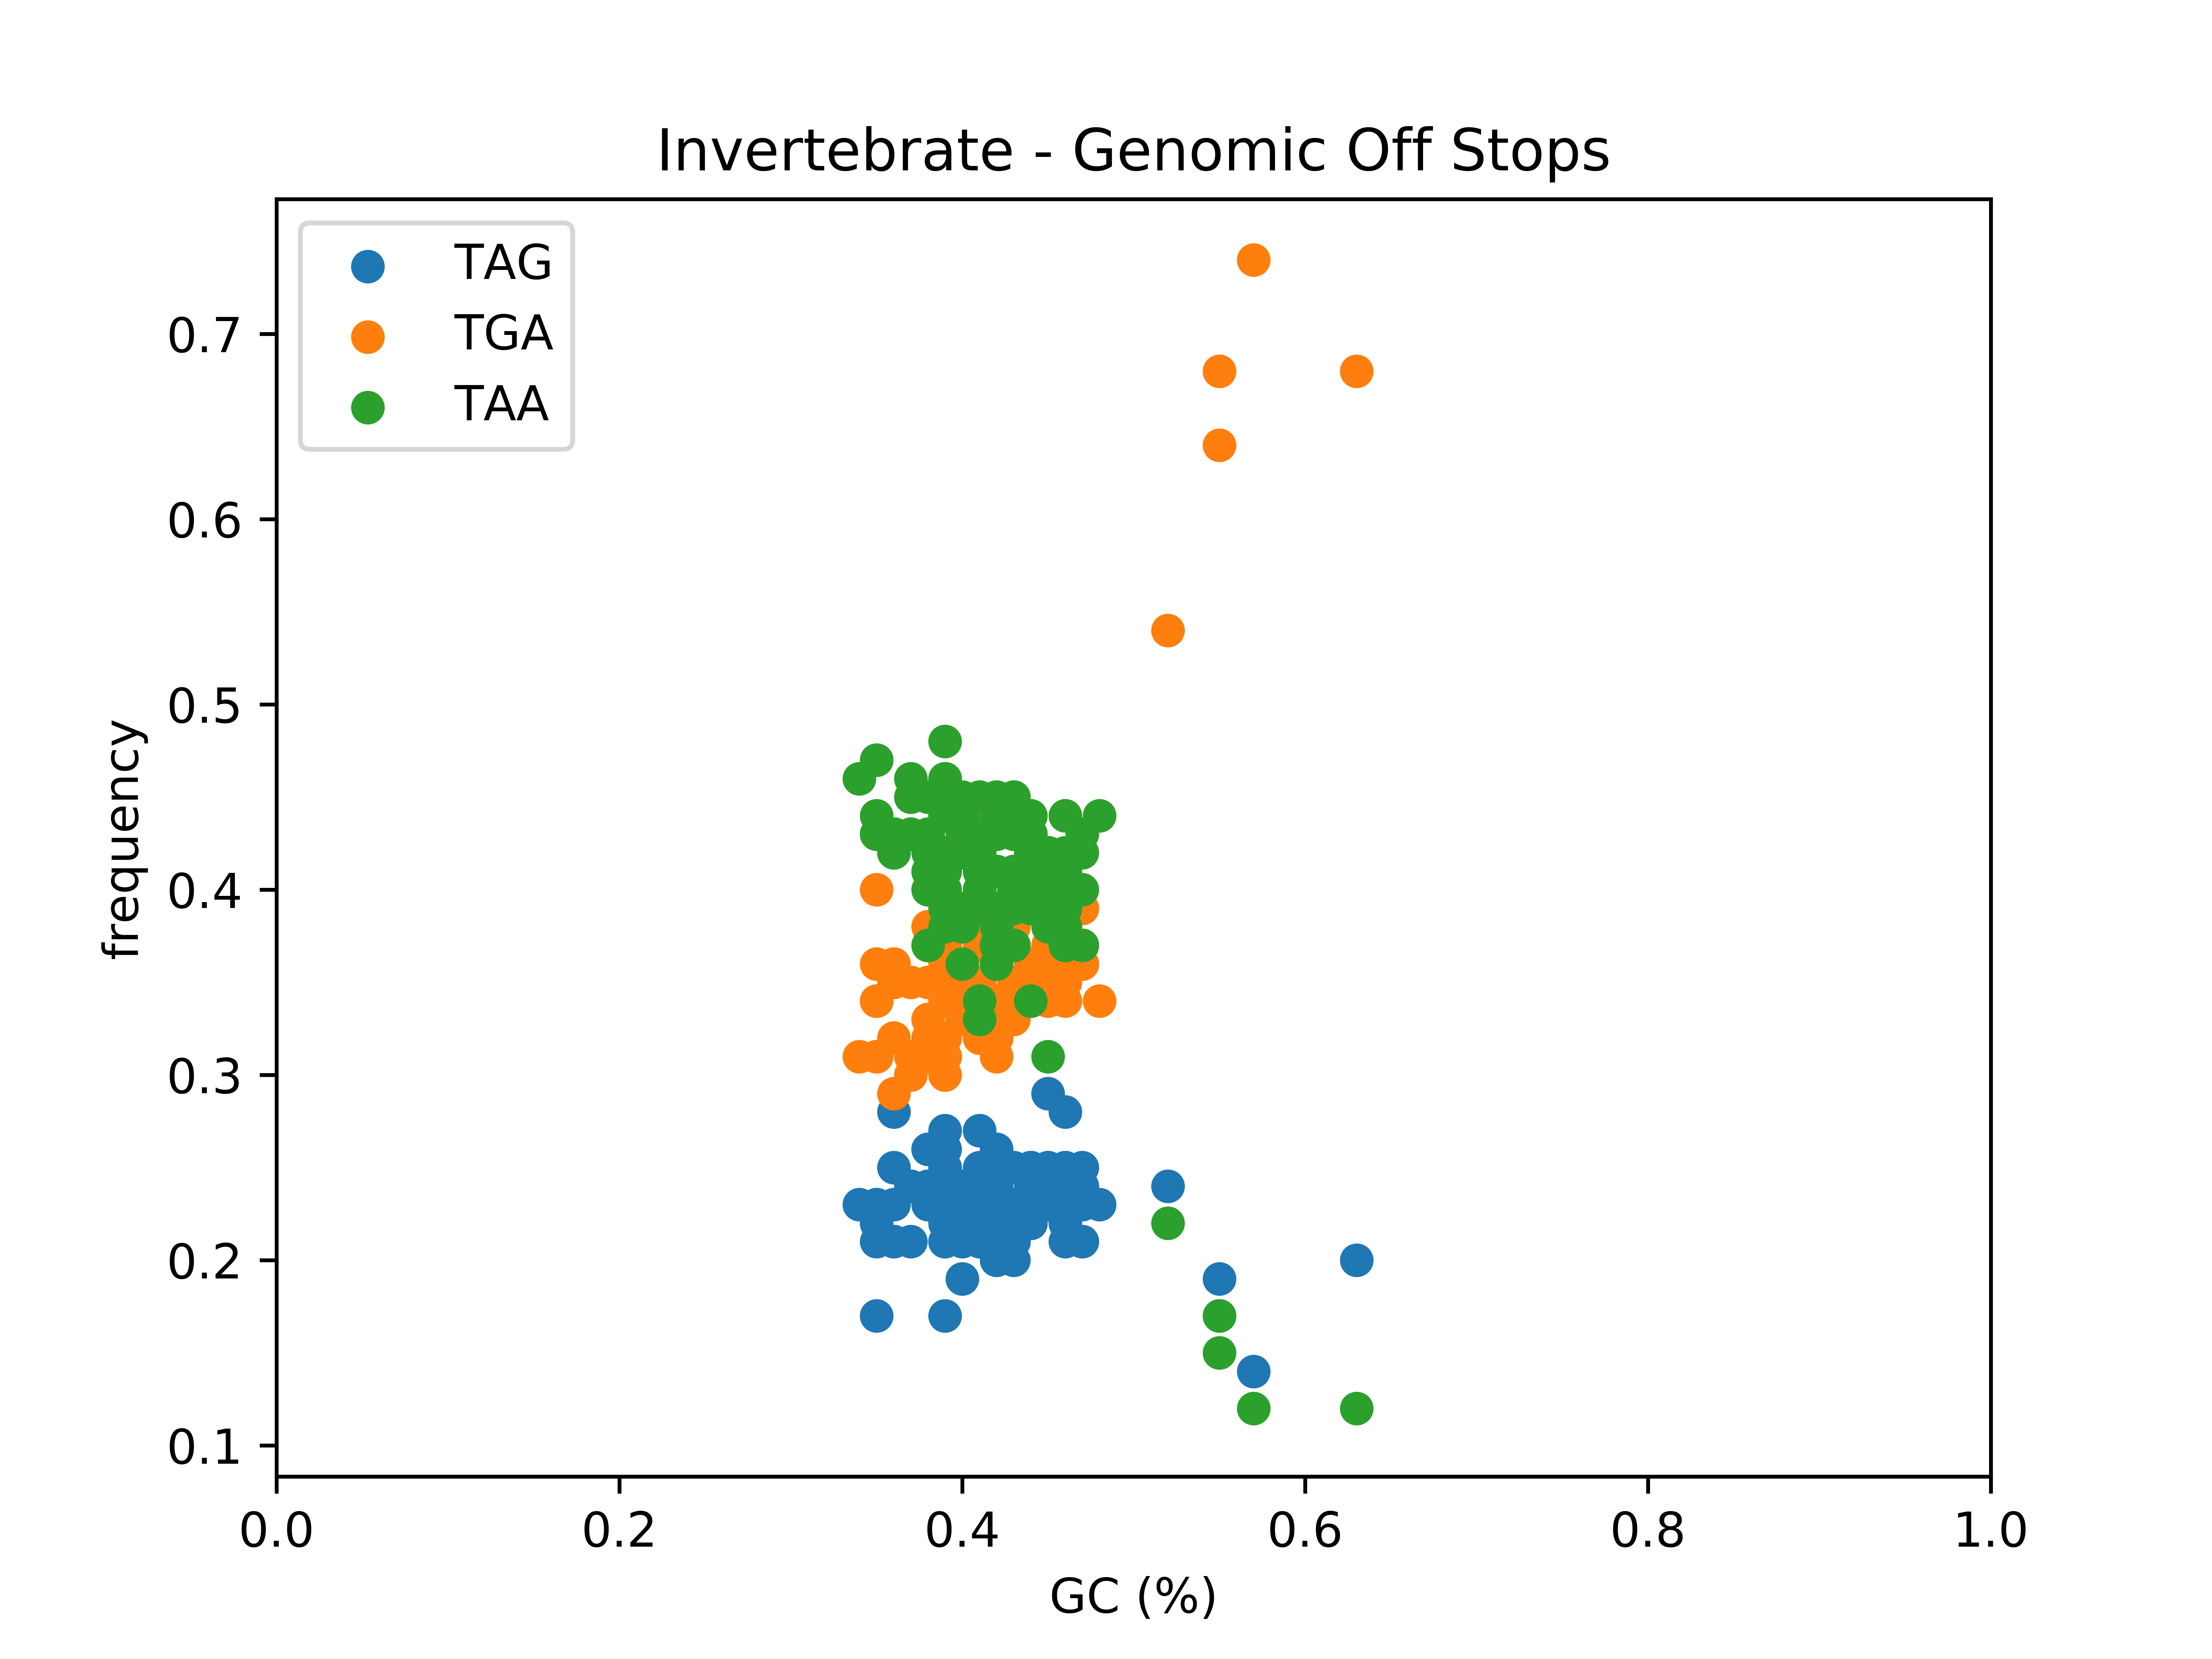 Invertebrate - Genomic Off Stops
TAG
TGA
TAA
0.7
0.6
0.5
0.4
0.3
0.2
0.1
frequency
0.0 0.2 0.4 0.6 0.8 1.0
GC (%)